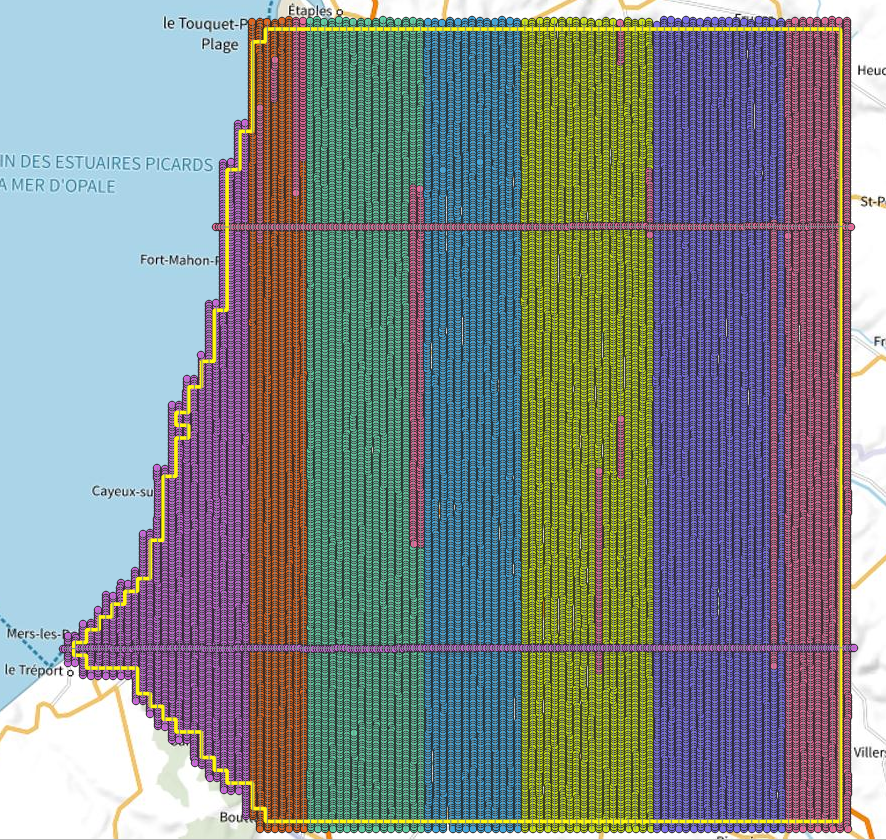 Étaples
le Touquet-P
Plage
Heuc
IN DES ESTUAIRES PICARDS
A MER D'OPALE
St-P
Fort-Mahon-P
Fr
Cayeux-su
Mers-les-
le Tréport
Villers
Bou